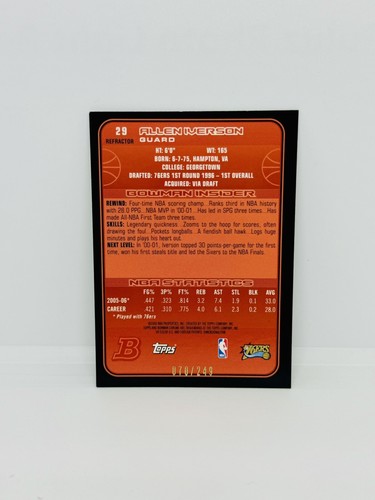 29
REFRACTOR
ALLEN IVERSON
GUARD
HT: 6'0" WT: 165
BORN: 6-7-75, HAMPTON, VA
COLLEGE: GEORGETOWN
DRAFTED: 76ERS 1ST ROUND 1996 – 1ST OVERALL
ACQUIRED: VIA DRAFT
BOWMAN INSIDER
REWIND: Four-time NBA scoring champ...Ranks third in NBA history
with 28.0 PPG...NBA MVP in '00-01...Has led in SPG three times...Has
made All NBA First Team three times.
SKILLS: Legendary quickness...Zooms to the hoop for scores; often
drawing the foul...Pockets longballs...A fiendish ball hawk...Logs huge
minutes and plays his heart out.
NEXT LEVEL: In '00-01, Iverson topped 30 points per-game for the first time,
won his first steals title and led the Sixers to the NBA Finals.
NBA STATISTICS
FG% 3P% FT% REB AST STL BLK AVG
2005-06* .447 .323 .814 3.2 7.4 1.9 0.1 33.0
CAREER .421 .310 .775 4.1 6.1 2.3 0.2 28.0
* Played with 76ers
B
Topps
NBA
SIXERS
070/249